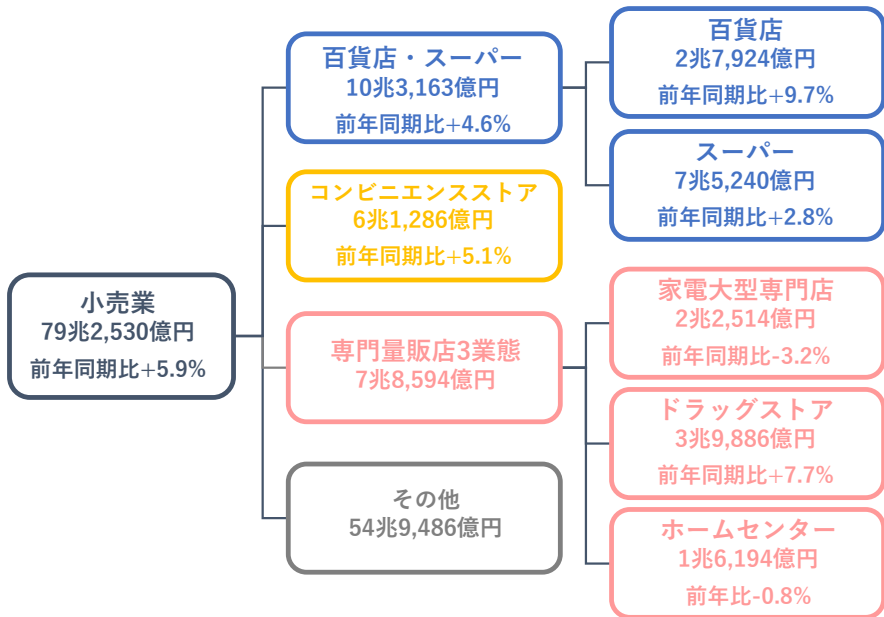 小売業
79兆2,530億円
前年同期比+5.9%
百貨店・スーパー
10兆3,163億円
前年同期比+4.6%
百貨店
2兆7,924億円
前年同期比+9.7%
スーパー
7兆5,240億円
前年同期比+2.8%
コンビニエンスストア
6兆1,286億円
前年同期比+5.1%
専門量販店3業態
7兆8,594億円
家電大型専門店
2兆2,514億円
前年同期比-3.2%
ドラッグストア
3兆9,886億円
前年同期比+7.7%
ホームセンター
1兆6,194億円
前年比-0.8%
その他
54兆9,486億円